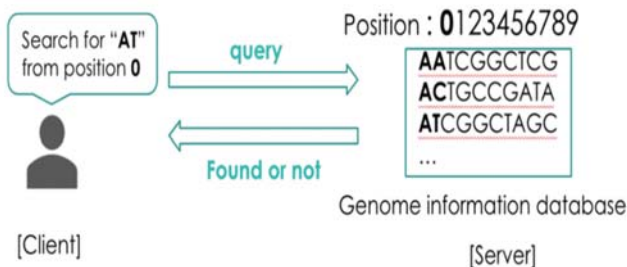 Search for “AT”
from position 0
query
Found or not
[Client]
Position : 0123456789
AATCGGCTCG
ACTGCCGATA
ATCGGCTAGC
...
Genome information database
[Server]